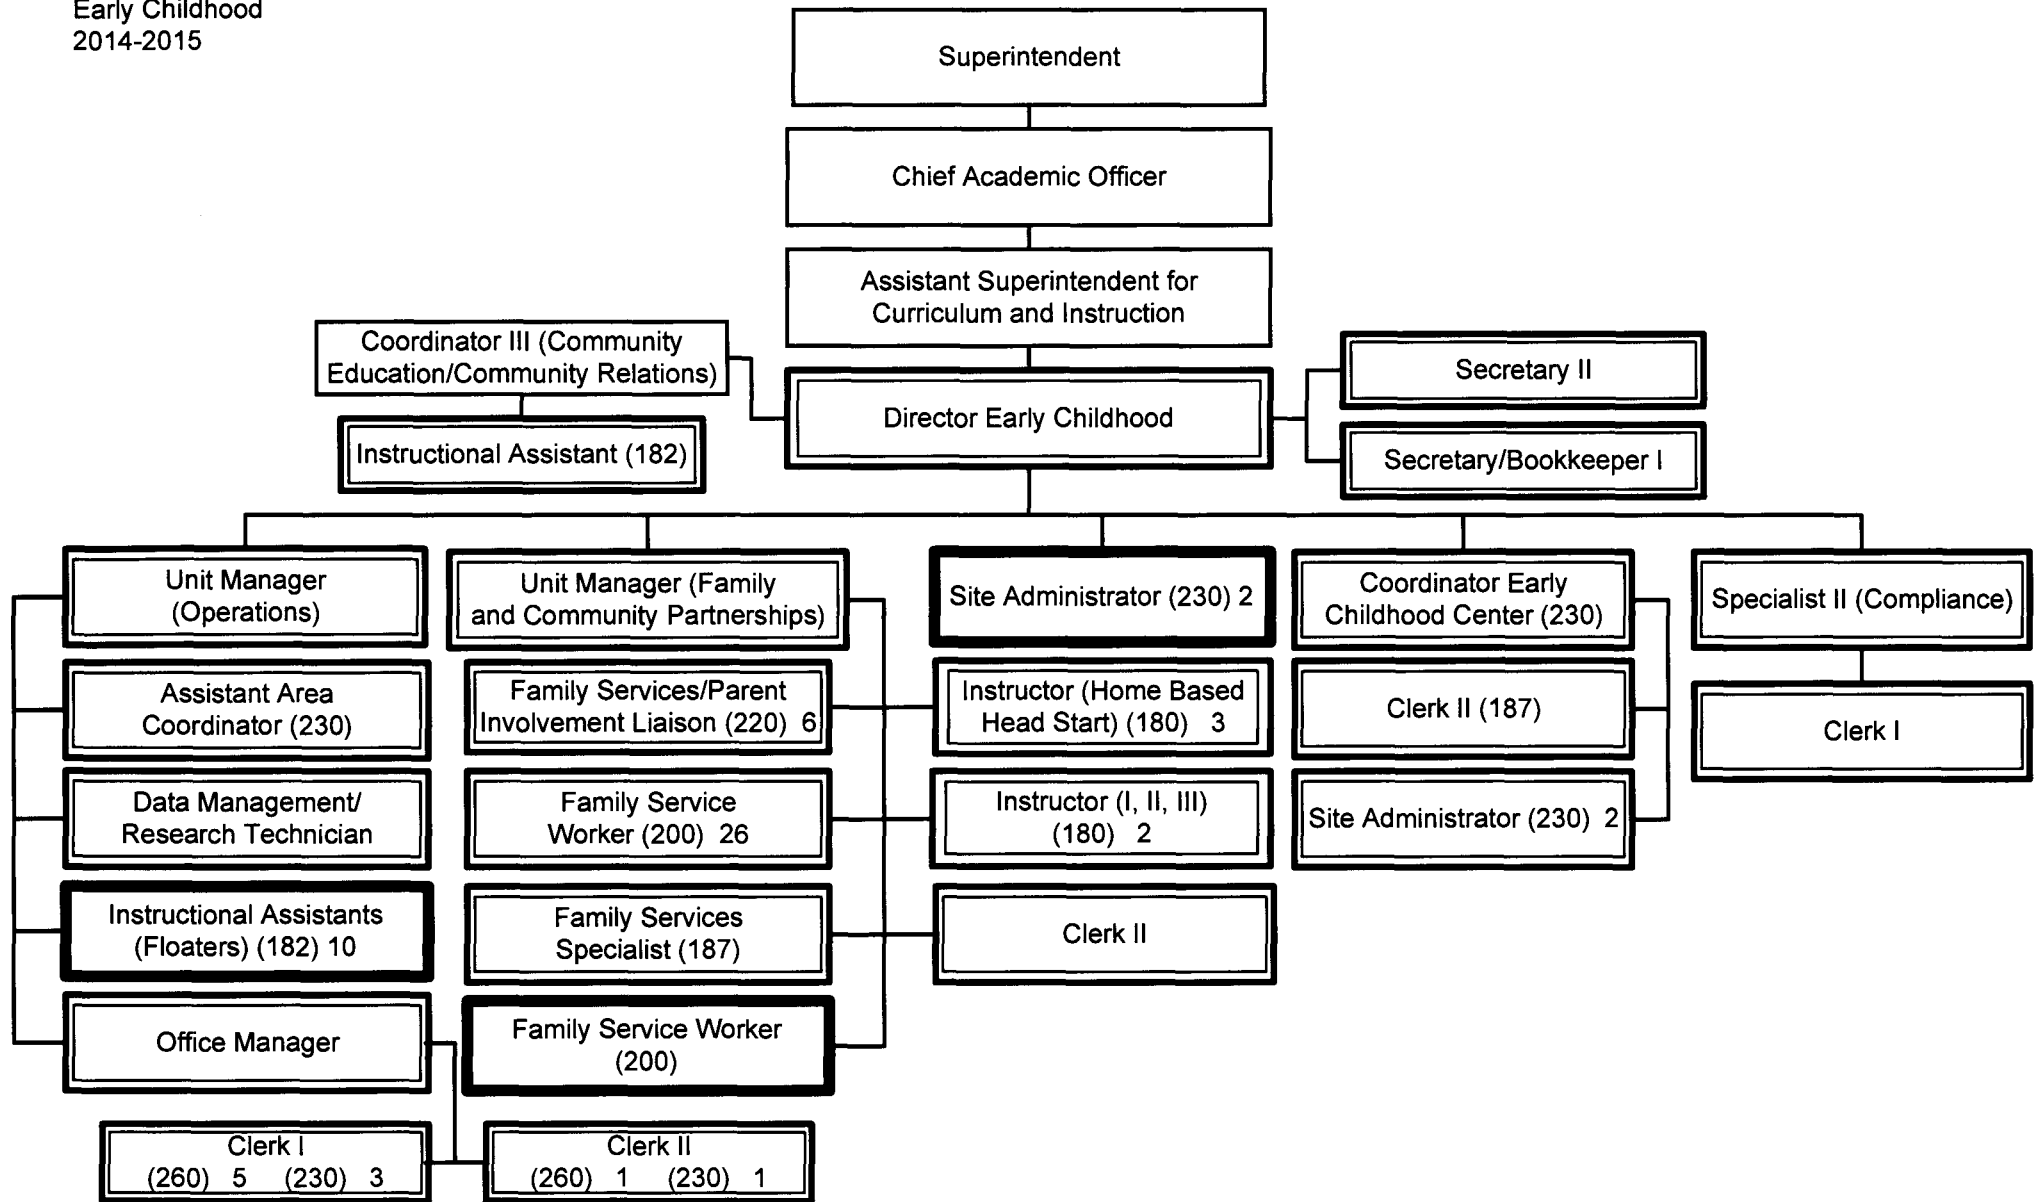 Early Childhood
2014-2015
Superintendent
Chief Academic Officer
Assistant Superintendent for
Curriculum and Instruction
Coordinator III (Community
Education/Community Relations)
Instructional Assistant (182)
Director Early Childhood
Secretary II
Secretary/Bookkeeper I
Unit Manager
(Operations)
Assistant Area
Coordinator (230)
Data Management/
Research Technician
Instructional Assistants
(Floaters) (182) 10
Office Manager
Clerk I
(260) 5 (230) 3
Clerk II
(260) 1 (230) 1
Unit Manager (Family
and Community Partnerships)
Family Services/Parent
Involvement Liaison (220) 6
Family Service
Worker (200) 26
Family Services
Specialist (187)
Family Service Worker
(200)
Site Administrator (230) 2
Instructor (Home Based
Head Start) (180) 3
Instructor (I, II, III)
(180) 2
Clerk II
Coordinator Early
Childhood Center (230)
Clerk II (187)
Site Administrator (230) 2
Specialist II (Compliance)
Clerk I